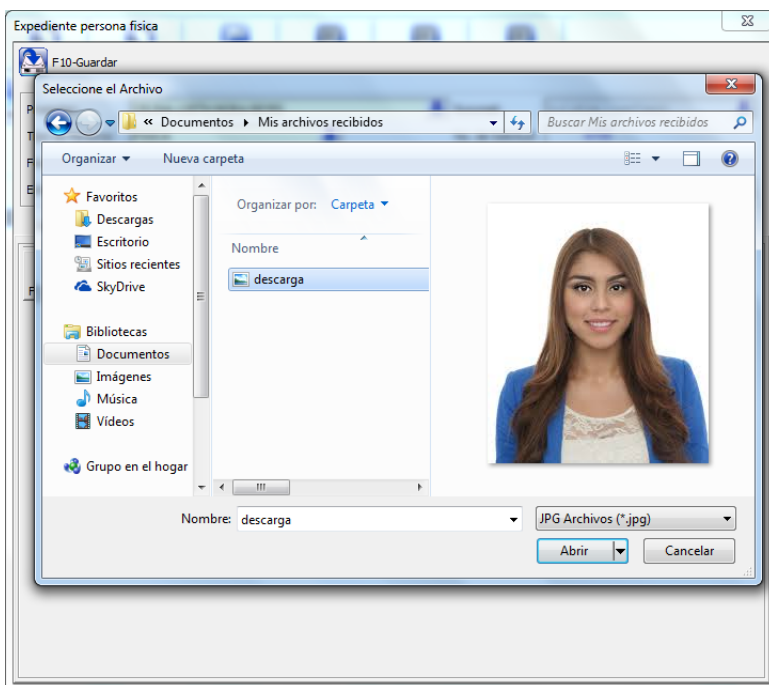 Expediente persona fisica
F10-Guardar
Seleccione el Archivo
« Documentos Mis archivos recibidos
Buscar Mis archivos recibidos
Organizar Nueva carpeta
Favoritos
Descargas
Escritorio
Sitios recientes
SkyDrive
Bibliotecas
Documentos
Imágenes
Música
Vídeos
Grupo en el hogar
Organizar por: Carpeta
Nombre
descarga
Nombre: descarga
JPG Archivos (*.jpg)
Abrir Cancelar